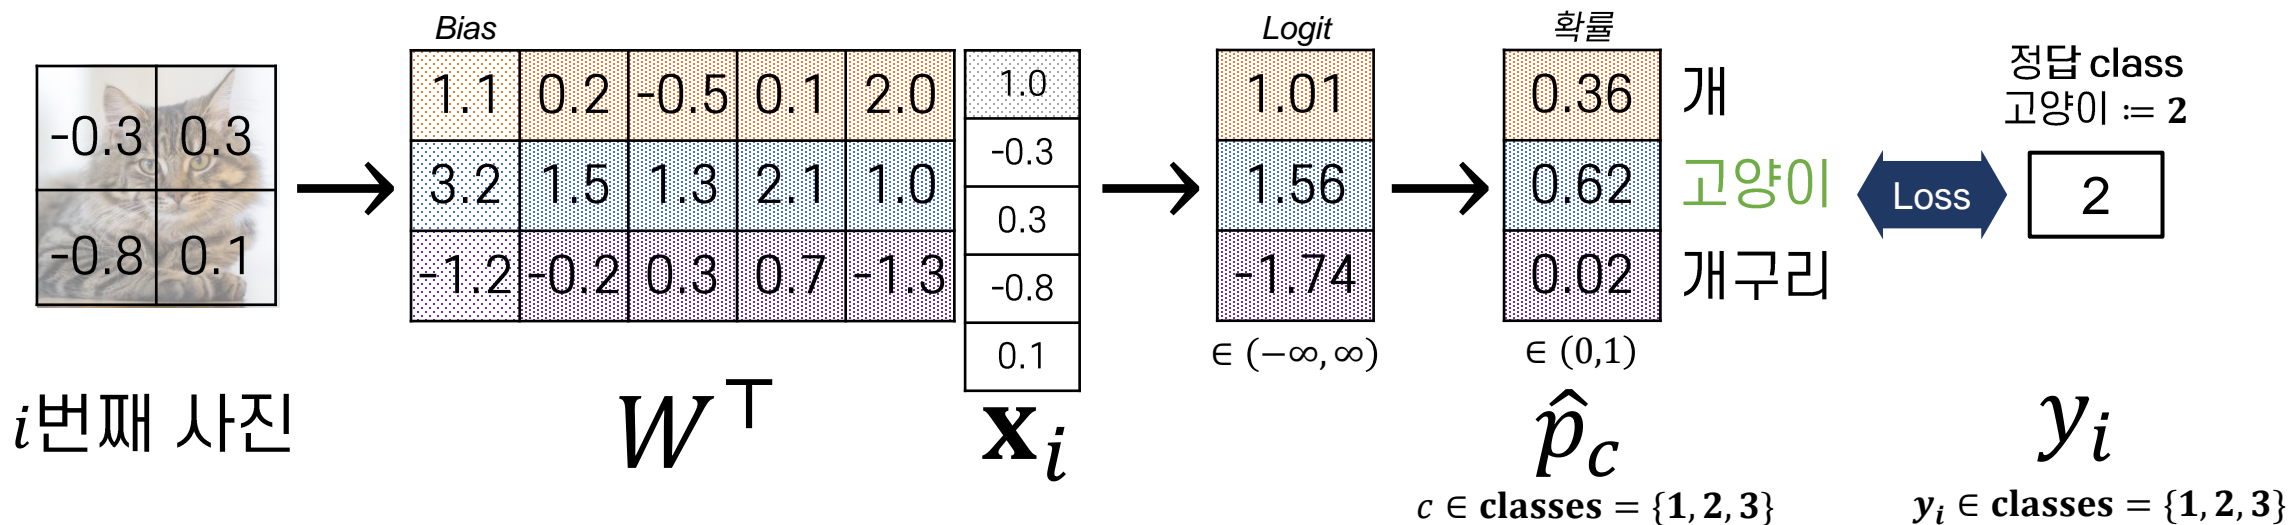 -0.3 0.3
-0.8 0.1
i번째 사진
Bias
1.1 0.2 -0.5 0.1 2.0
3.2 1.5 1.3 2.1 1.0
-1.2 -0.2 0.3 0.7 -1.3
W⊤
1.0
-0.3
0.3
-0.8
0.1
xᵢ
Logit
1.01
1.56
-1.74
∈ (−∞, ∞)
확률
0.36 개
0.62 고양이
0.02 개구리
∈ (0,1)
p̂_c
c ∈ classes = {1, 2, 3}
Loss
정답 class
고양이 ≔ 2
2
yᵢ
yᵢ ∈ classes = {1, 2, 3}